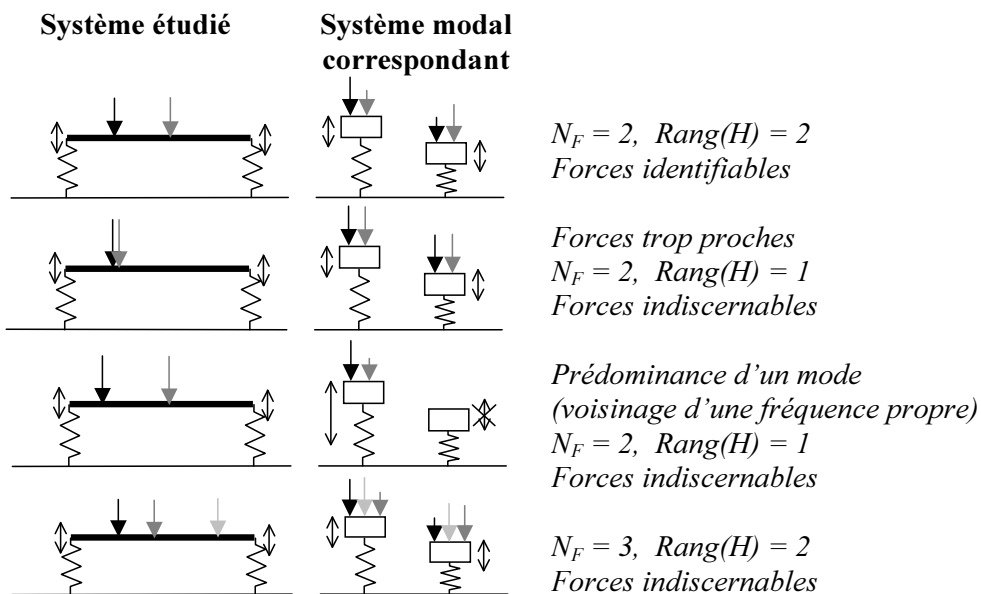 Système étudié
Système modal
correspondant
N_F = 2, Rang(H) = 2
Forces identifiables
Forces trop proches
N_F = 2, Rang(H) = 1
Forces indiscernables
Prédominance d’un mode
(voisinage d’une fréquence propre)
N_F = 2, Rang(H) = 1
Forces indiscernables
N_F = 3, Rang(H) = 2
Forces indiscernables